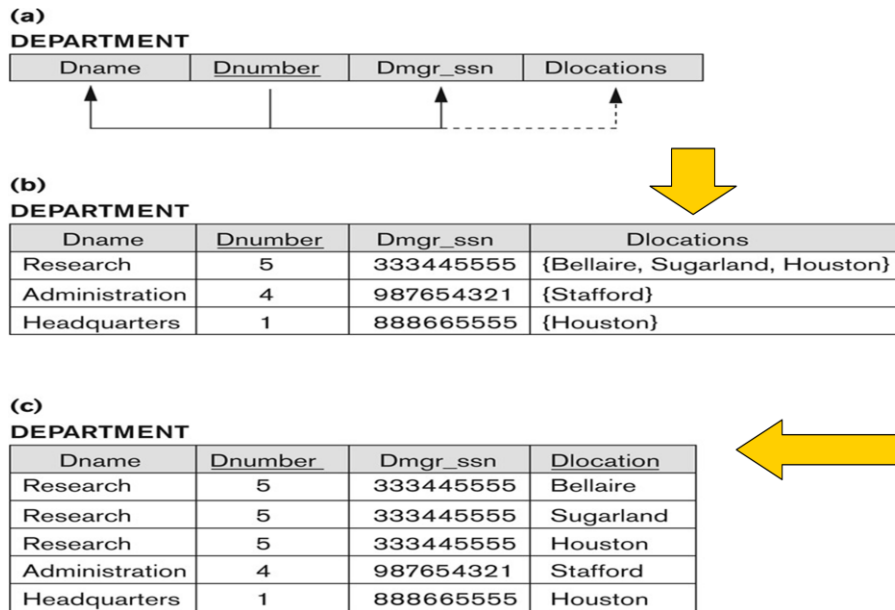 (a)
DEPARTMENT
Dname Dnumber Dmgr_ssn Dlocations
(b)
DEPARTMENT
Dname Dnumber Dmgr_ssn Dlocations
Research 5 333445555 {Bellaire, Sugarland, Houston}
Administration 4 987654321 {Stafford}
Headquarters 1 888665555 {Houston}
(c)
DEPARTMENT
Dname Dnumber Dmgr_ssn Dlocation
Research 5 333445555 Bellaire
Research 5 333445555 Sugarland
Research 5 333445555 Houston
Administration 4 987654321 Stafford
Headquarters 1 888665555 Houston